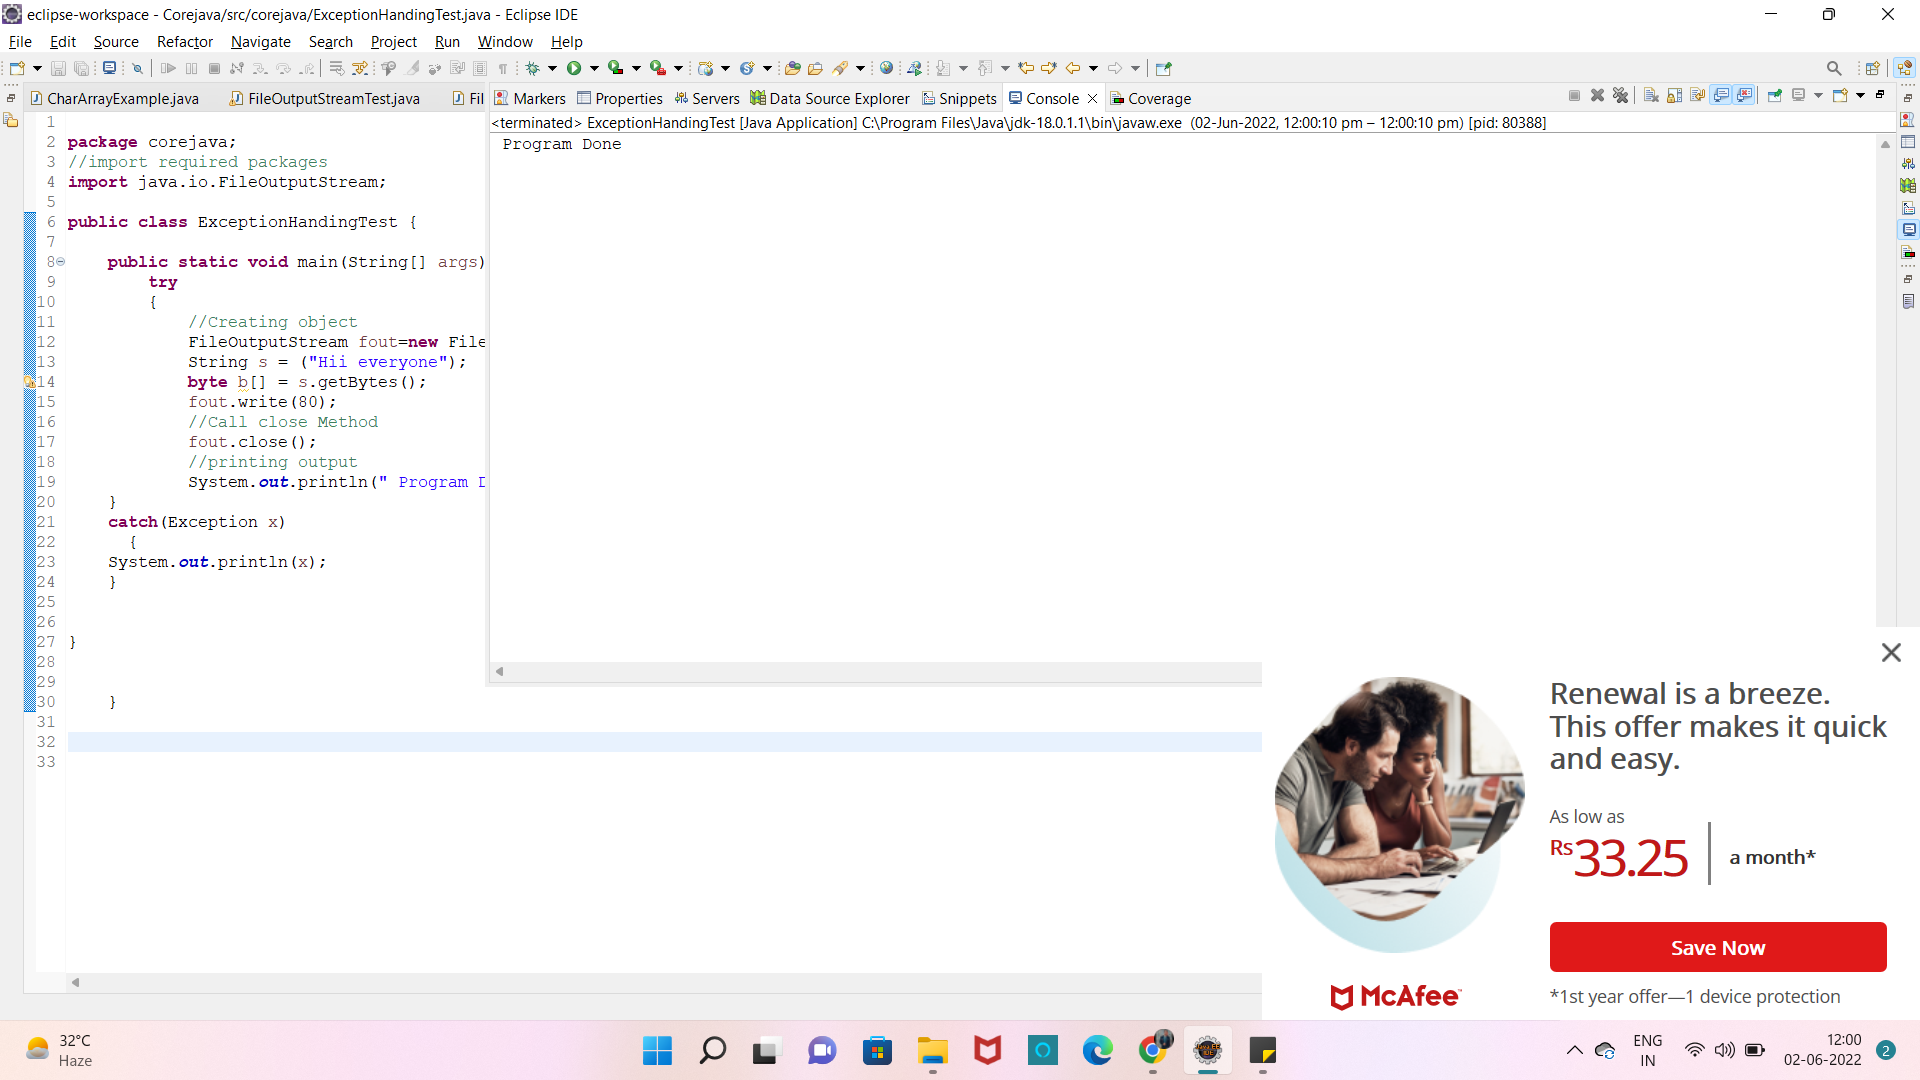 eclipse-workspace - Corejava/src/corejava/ExceptionHandingTest.java - Eclipse IDE
File Edit Source Refactor Navigate Search Project Run Window Help
CharArrayExample.java FileOutputStreamTest.java Fil
Markers Properties Servers Data Source Explorer Snippets Console Coverage
<terminated> ExceptionHandingTest [Java Application] C:\Program Files\Java\jdk-18.0.1.1\bin\javaw.exe (02-Jun-2022, 12:00:10 pm – 12:00:10 pm) [pid: 80388]
Program Done
1
2 package corejava;
3 //import required packages
4 import java.io.FileOutputStream;
5
6 public class ExceptionHandingTest {
7
8 public static void main(String[] args)
9 try
10 {
11 //Creating object
12 FileOutputStream fout=new File
13 String s = ("Hii everyone");
14 byte b[] = s.getBytes();
15 fout.write(80);
16 //Call close Method
17 fout.close();
18 //printing output
19 System.out.println(" Program D
20 }
21 catch(Exception x)
22 {
23 System.out.println(x);
24 }
25
26
27 }
28
29
30 }
31
32
33
Renewal is a breeze.
This offer makes it quick
and easy.
As low as
Rs33.25 a month*
Save Now
*1st year offer—1 device protection
McAfee™
32°C
Haze
ENG
IN
12:00
02-06-2022
2